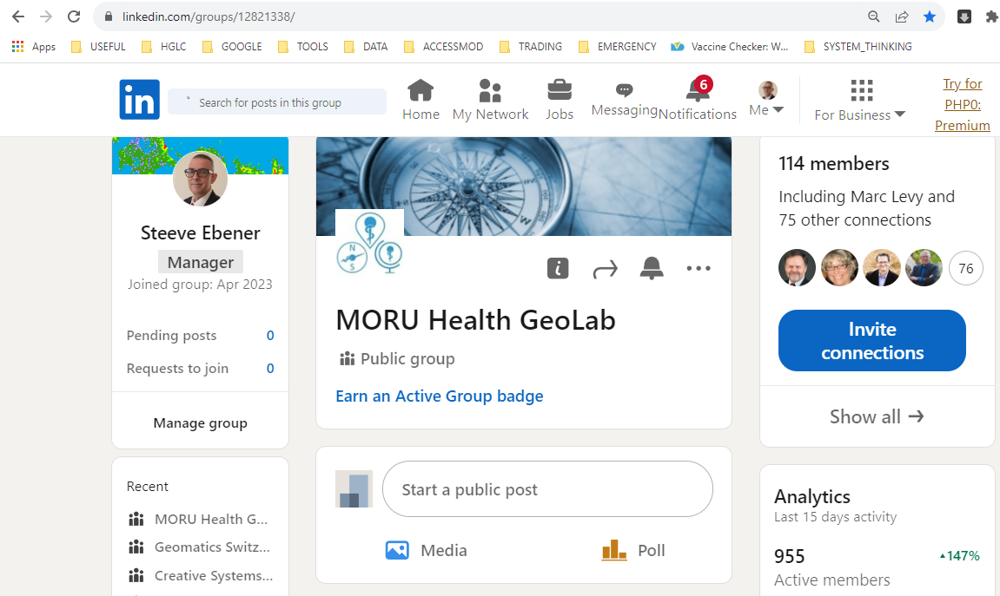 linkedin.com/groups/12821338/
Apps USEFUL HGLC GOOGLE TOOLS DATA ACCESSMOD TRADING EMERGENCY Vaccine Checker: W... SYSTEM_THINKING
in
Search for posts in this group
Home
My Network
Jobs
Messaging
6
Notifications
Me
For Business
Try for
PHP0:
Premium
Steeve Ebener
Manager
Joined group: Apr 2023
Pending posts 0
Requests to join 0
Manage group
Recent
MORU Health G...
Geomatics Switz...
Creative Systems...
N
S
W
MORU Health GeoLab
Public group
Earn an Active Group badge
Start a public post
Media
Poll
114 members
Including Marc Levy and
75 other connections
76
Invite
connections
Show all →
Analytics
Last 15 days activity
955 147%
Active members